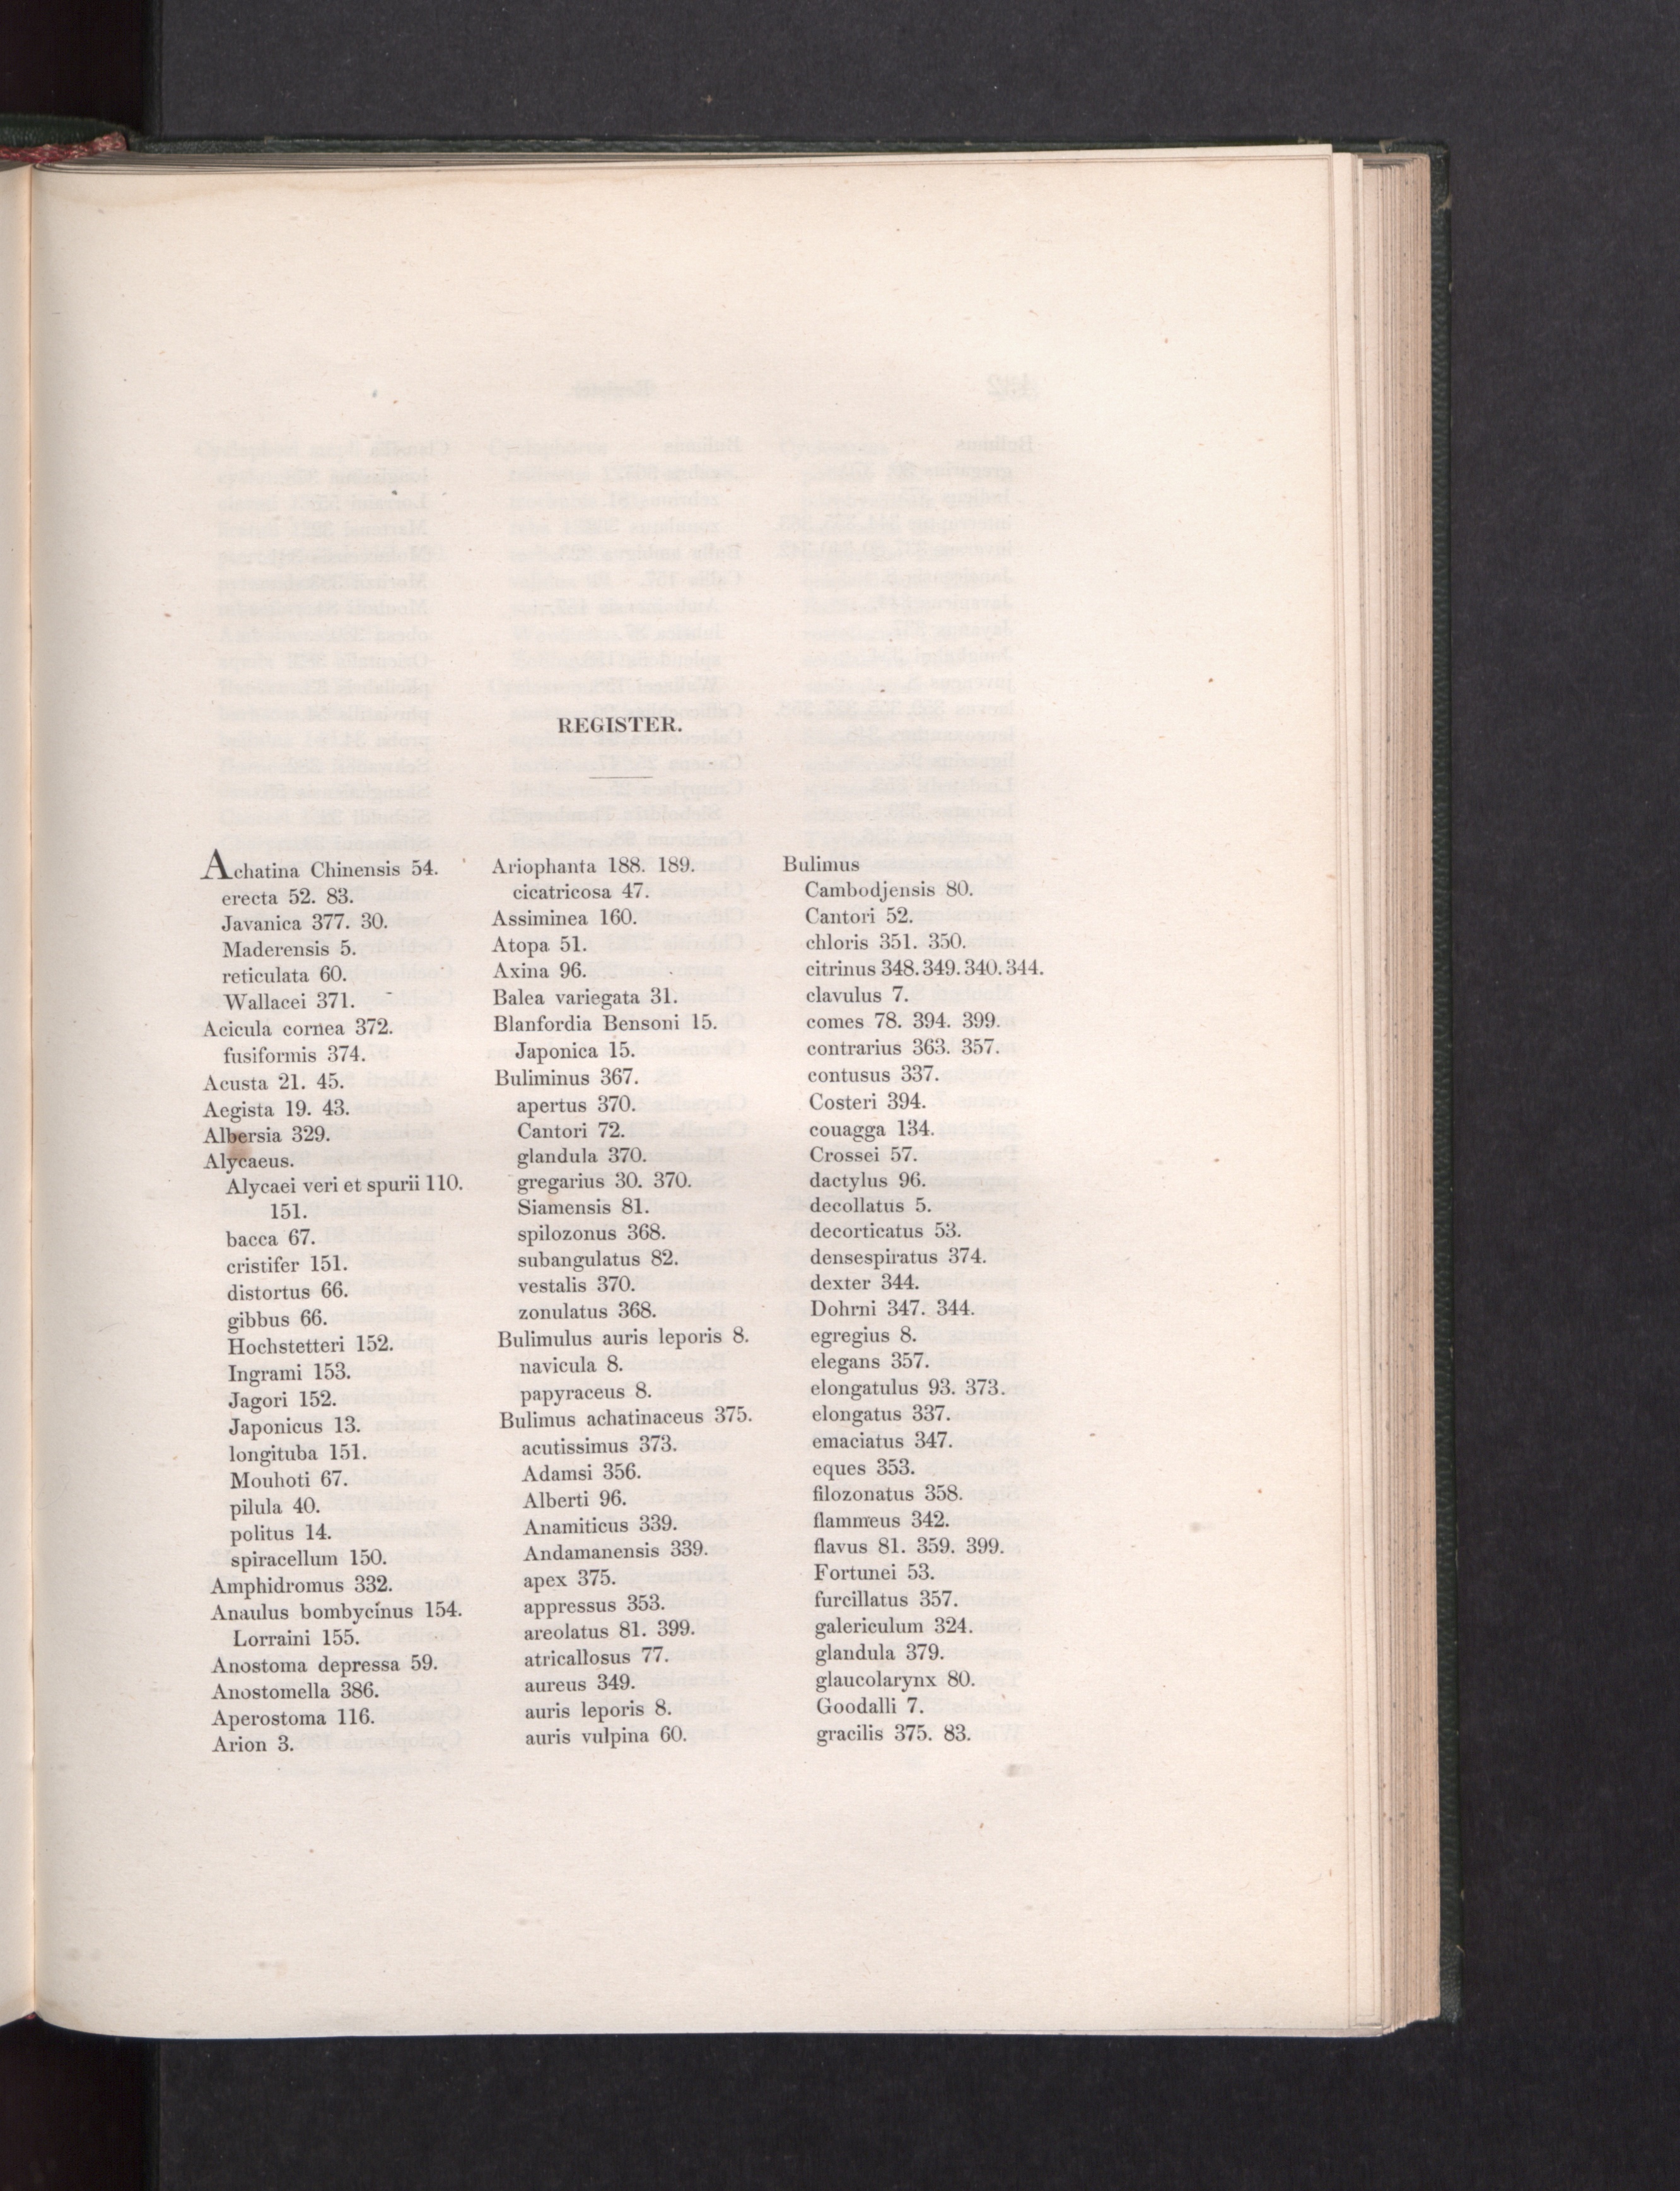 REGISTER.
Achatina Chinensis 54.
erecta 52. 83.
Javanica 377. 30.
Maderensis 5.
reticulata 60.
Wallacei 371.
Acicula cornea 372.
fusiformis 374.
Acusta 21. 45.
Aegista 19. 43.
Albersia 329.
Alycaeus.
Alycaei veri et spurii 110.
151.
bacca 67.
cristifer 151.
distortus 66.
gibbus 66.
Hochstetteri 152.
Ingrami 153.
Jagori 152.
Japonicus 13.
longituba 151.
Mouhoti 67.
pilula 40.
politus 14.
spiracellum 150.
Amphidromus 332.
Anaulus bombycinus 154.
Lorraini 155.
Anostoma depressa 59.
Anostomella 386.
Aperostoma 116.
Arion 3.
Ariophanta 188. 189.
cicatricosa 47.
Assiminea 160.
Atopa 51.
Axina 96.
Balea variegata 31.
Blanfordia Bensoni 15.
Japonica 15.
Buliminus 367.
apertus 370.
Cantori 72.
glandula 370.
gregarius 30. 370.
Siamensis 81.
spilozonus 368.
subangulatus 82.
vestalis 370.
zonulatus 368.
Bulimulus auris leporis 8.
navicula 8.
papyraceus 8.
Bulimus achatinaceus 375.
acutissimus 373.
Adamsi 356.
Alberti 96.
Anamiticus 339.
Andamanensis 339.
apex 375.
appressus 353.
areolatus 81. 399.
atricallosus 77.
aureus 349.
auris leporis 8.
auris vulpina 60.
Bulimus
Cambodjensis 80.
Cantori 52.
chloris 351. 350.
citrinus 348. 349. 340. 344.
clavulus 7.
comes 78. 394. 399.
contrarius 363. 357.
contusus 337.
Costeri 394.
couagga 134.
Crossei 57.
dactylus 96.
decollatus 5.
decorticatus 53.
densespiratus 374.
dexter 344.
Dohrni 347. 344.
egregius 8.
elegans 357.
elongatulus 93. 373.
elongatus 337.
emaciatus 347.
eques 353.
filozonatus 358.
flammeus 342.
flavus 81. 359. 399.
Fortunei 53.
furcillatus 357.
galericulum 324.
glandula 379.
glaucolarynx 80.
Goodalli 7.
gracilis 375. 83.